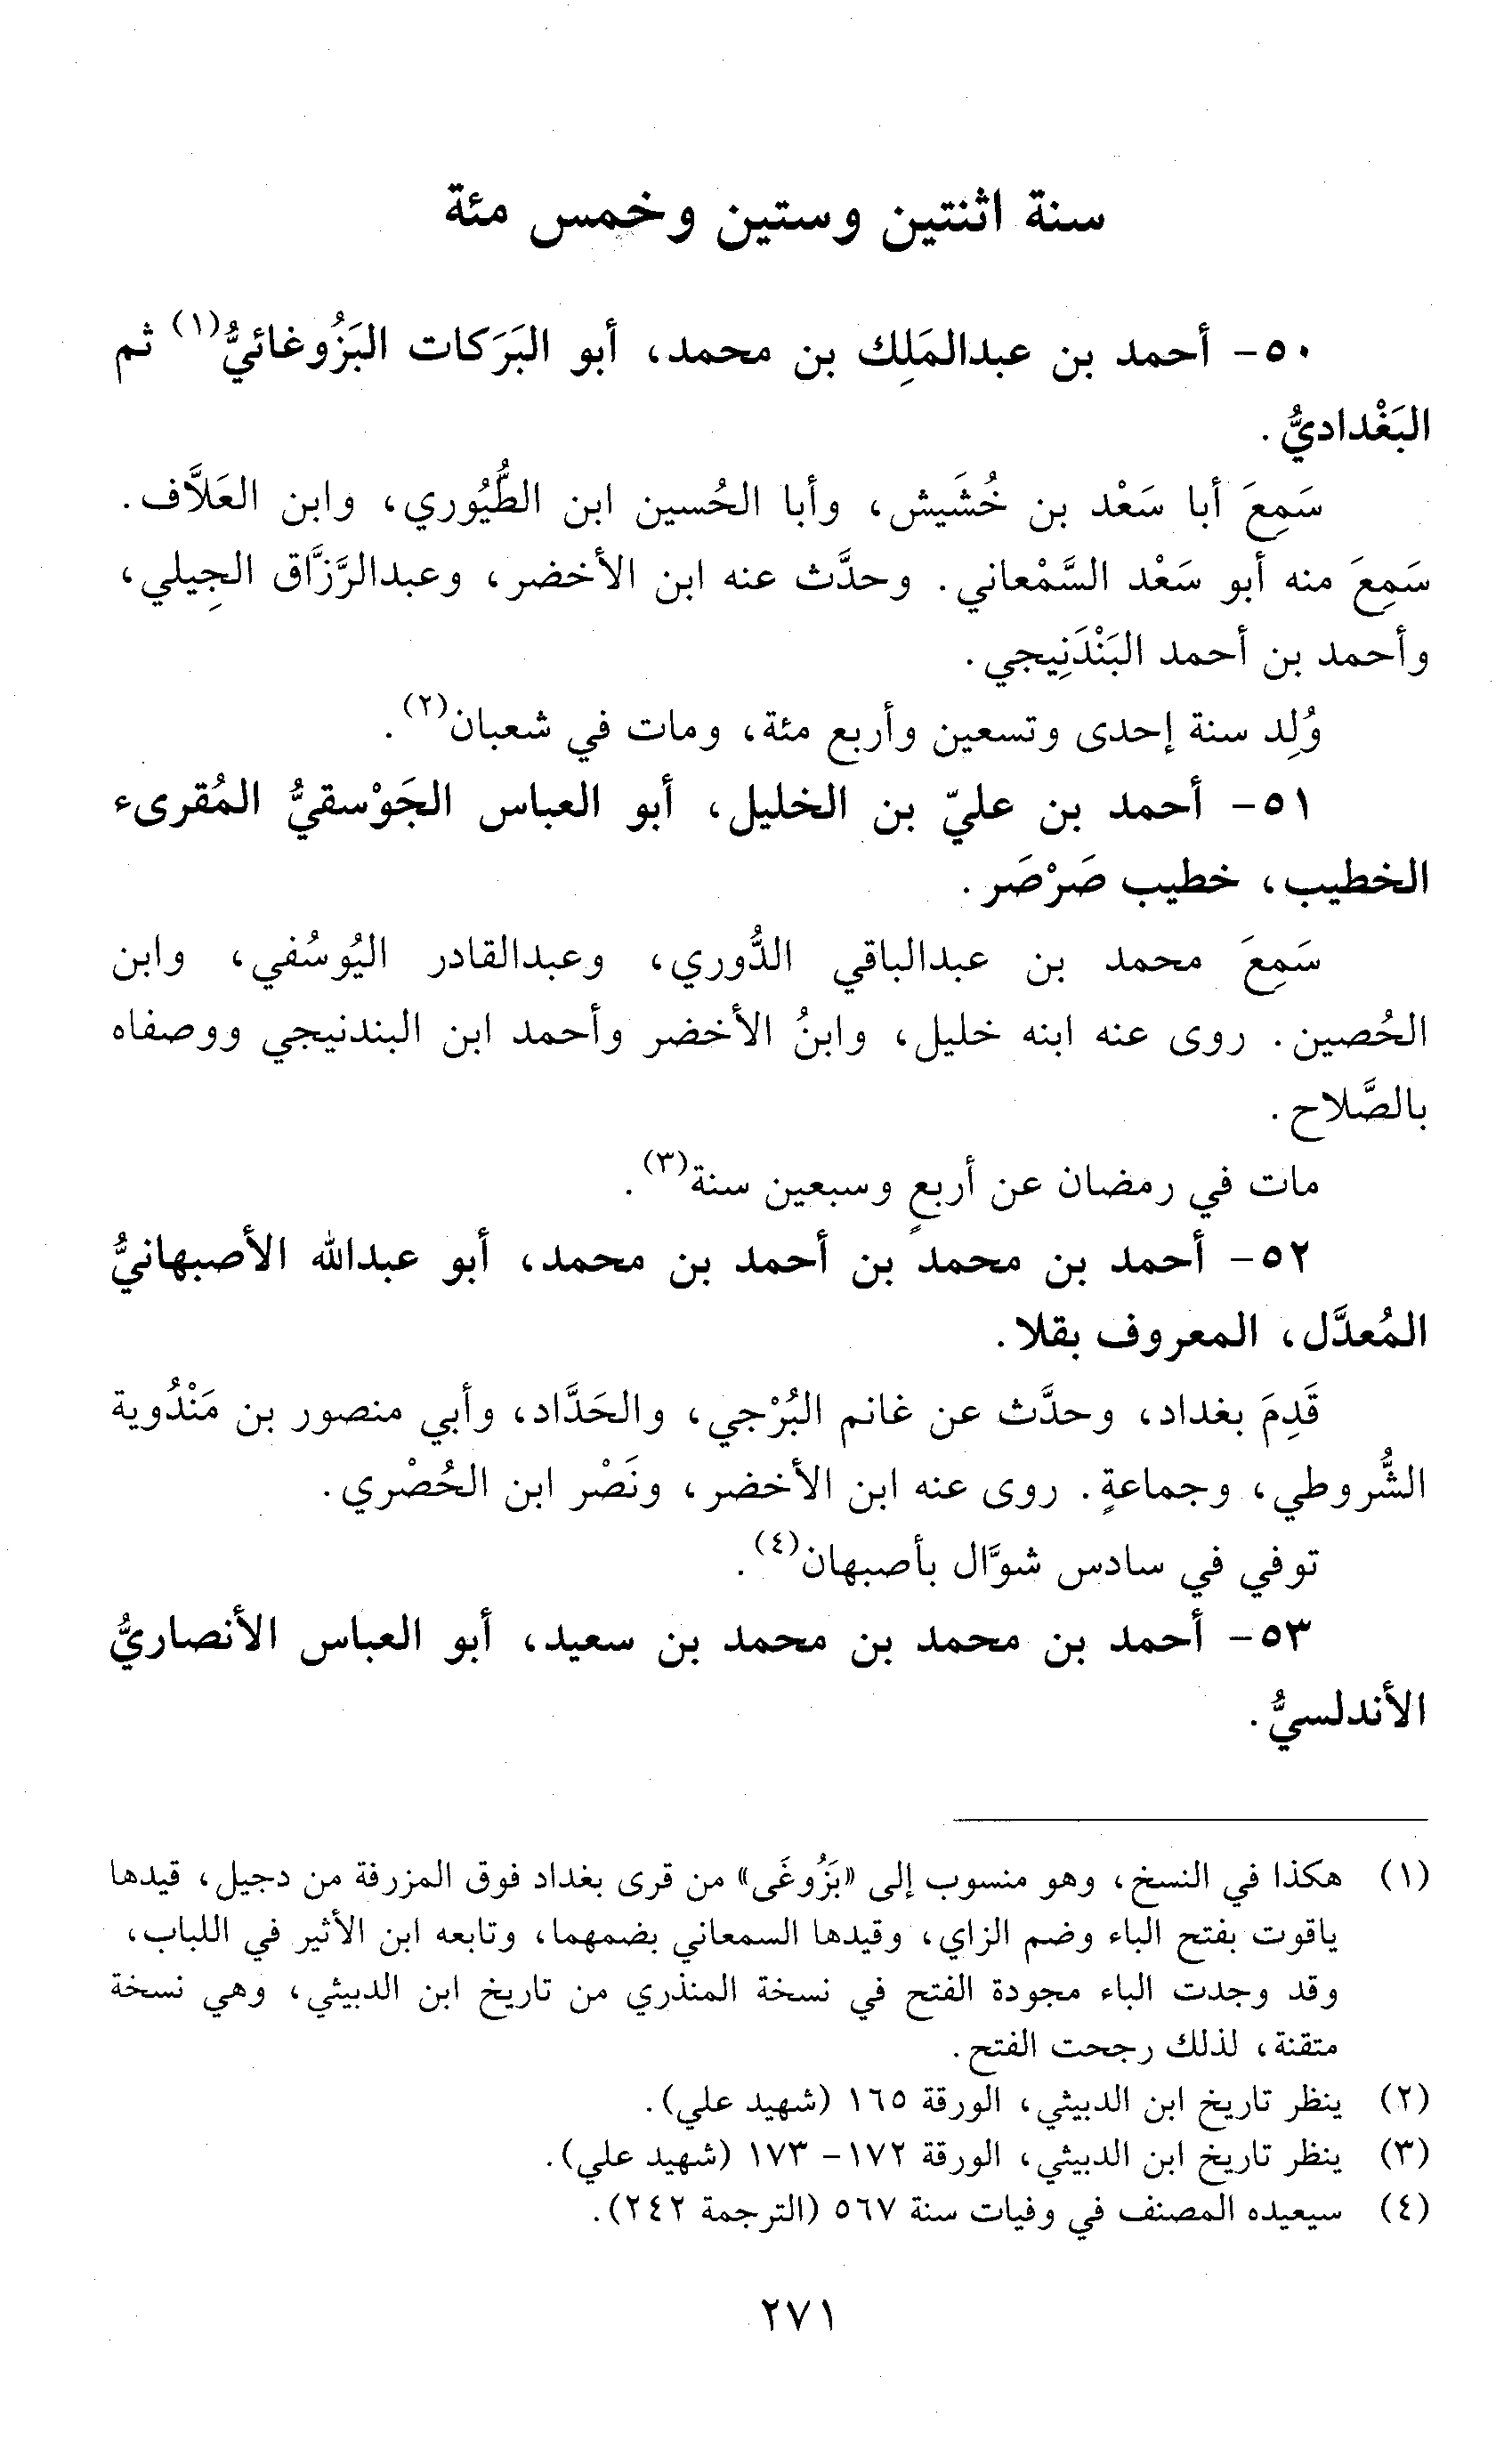 سنة اثنتين وستين وخمس مئة
٥٠- أحمد بن عبدالمَلِك بن محمد، أبو البَرَكات البَزُوغائيُّ(١) ثم
البَغْداديُّ.
سَمِعَ أبا سَعْد بن خُشَيش، وأبا الحُسين ابن الطُّيُوري، وابن العَلاَّف.
سَمِعَ منه أبو سَعْد السَّمْعاني. وحدَّث عنه ابن الأخضر، وعبدالرَّزَّاق الجِيلي،
وأحمد بن أحمد البَنْدَنِيجي.
وُلِد سنة إحدى وتسعين وأربع مئة، ومات في شعبان(٢).
٥١- أحمد بن عليّ بن الخليل، أبو العباس الجَوْسقيُّ المُقرىء
الخطيب، خطيب صَرْصَر.
سَمِعَ محمد بن عبدالباقي الدُّوري، وعبدالقادر اليُوسُفي، وابن
الحُصين. روى عنه ابنه خليل، وابنُ الأخضر وأحمد ابن البندنيجي ووصفاه
بالصَّلاح.
مات في رمضان عن أربعٍ وسبعين سنة(٣).
٥٢- أحمد بن محمد بن أحمد بن محمد، أبو عبدالله الأصبهانيُّ
المُعدَّل، المعروف بقلا.
قَدِمَ بغداد، وحدَّث عن غانم البُرْجي، والحَدَّاد، وأبي منصور بن مَنْدُوية
الشُّروطي، وجماعةٍ. روى عنه ابن الأخضر، ونَصْر ابن الحُصْري.
توفي في سادس شوَّال بأصبهان(٤).
٥٣- أحمد بن محمد بن محمد بن سعيد، أبو العباس الأنصاريُّ
الأندلسيُّ.
(١) هكذا في النسخ، وهو منسوب إلى «بَزُوغَى» من قرى بغداد فوق المزرفة من دجيل، قيدها
ياقوت بفتح الباء وضم الزاي، وقيدها السمعاني بضمهما، وتابعه ابن الأثير في اللباب،
وقد وجدت الباء مجودة الفتح في نسخة المنذري من تاريخ ابن الدبيثي، وهي نسخة
متقنة، لذلك رجحت الفتح.
(٢) ينظر تاريخ ابن الدبيثي، الورقة ١٦٥ (شهيد علي).
(٣) ينظر تاريخ ابن الدبيثي، الورقة ١٧٢- ١٧٣ (شهيد علي).
(٤) سيعيده المصنف في وفيات سنة ٥٦٧ (الترجمة ٢٤٢).
٢٧١